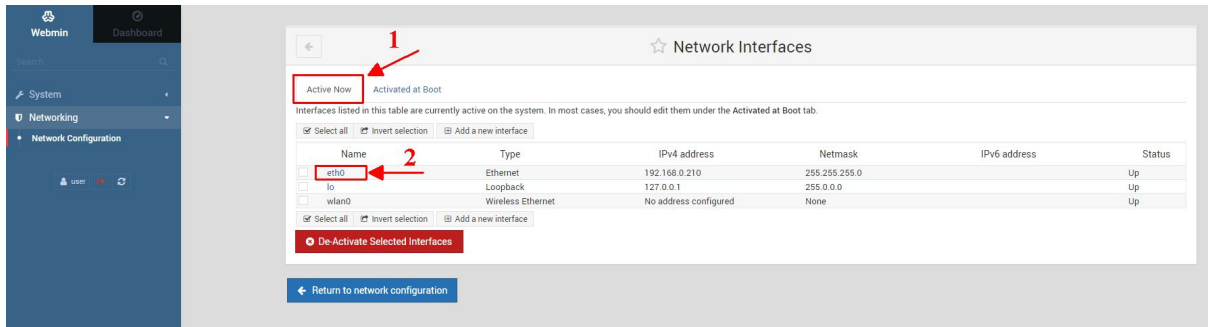 Webmin
Dashboard
Search
System
Networking
Network Configuration
user
1
Network Interfaces
Active Now Activated at Boot
Interfaces listed in this table are currently active on the system. In most cases, you should edit them under the Activated at Boot tab.
Select all Invert selection Add a new interface
Name 2 Type IPv4 address Netmask IPv6 address Status
eth0 Ethernet 192.168.0.210 255.255.255.0 Up
lo Loopback 127.0.0.1 255.0.0.0 Up
wlan0 Wireless Ethernet No address configured None Up
Select all Invert selection Add a new interface
De-Activate Selected Interfaces
Return to network configuration